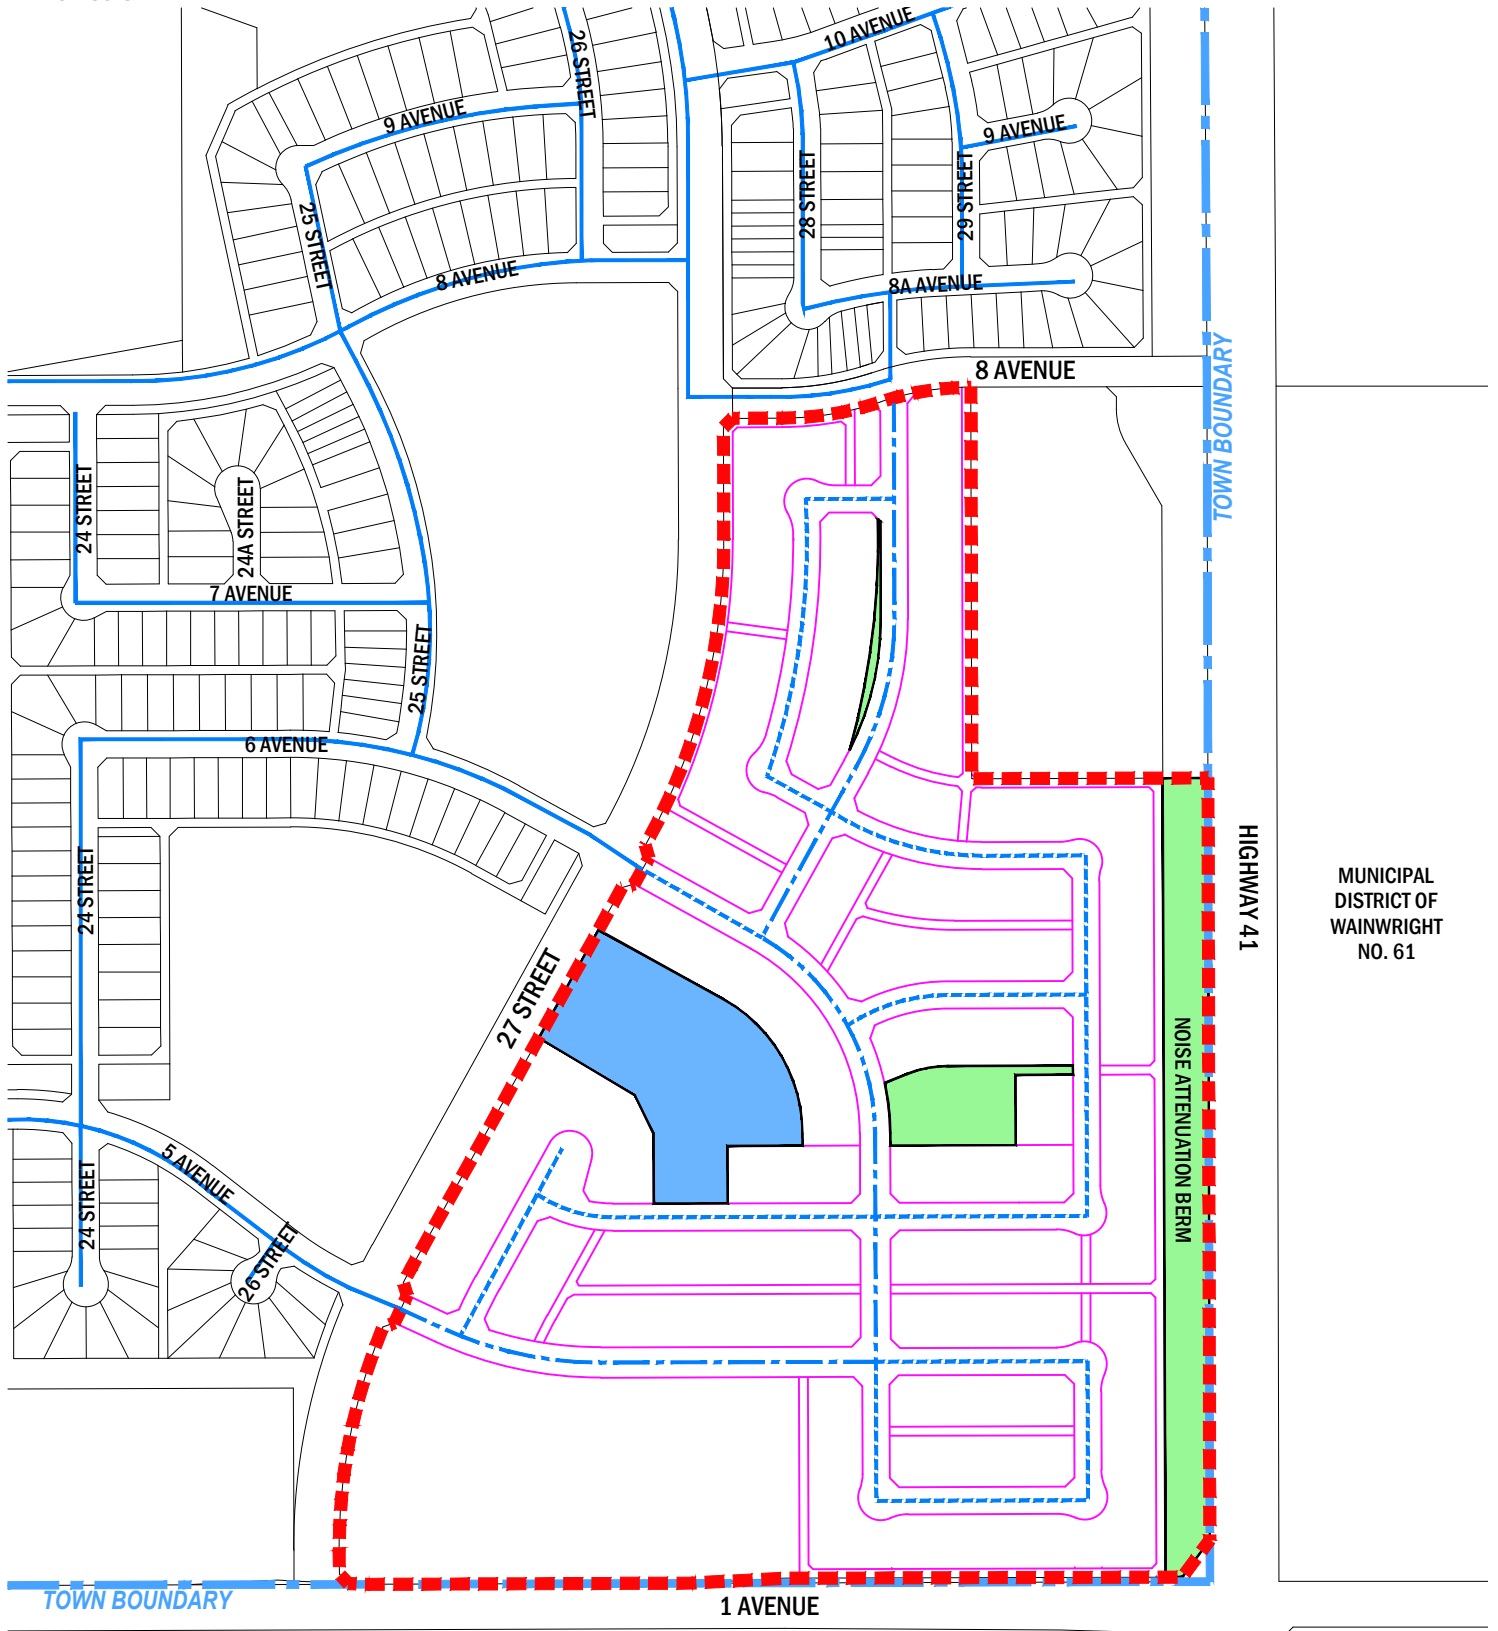 10 AVENUE
26 STREET
9 AVENUE
9 AVENUE
28 STREET
29 STREET
25 STREET
8 AVENUE
8A AVENUE
8 AVENUE
TOWN BOUNDARY
24 STREET
24A STREET
7 AVENUE
25 STREET
6 AVENUE
24 STREET
HIGHWAY 41
MUNICIPAL
DISTRICT OF
WAINWRIGHT
NO. 61
27 STREET
NOISE ATTENUATION BERM
5 AVENUE
24 STREET
26 STREET
TOWN BOUNDARY
1 AVENUE